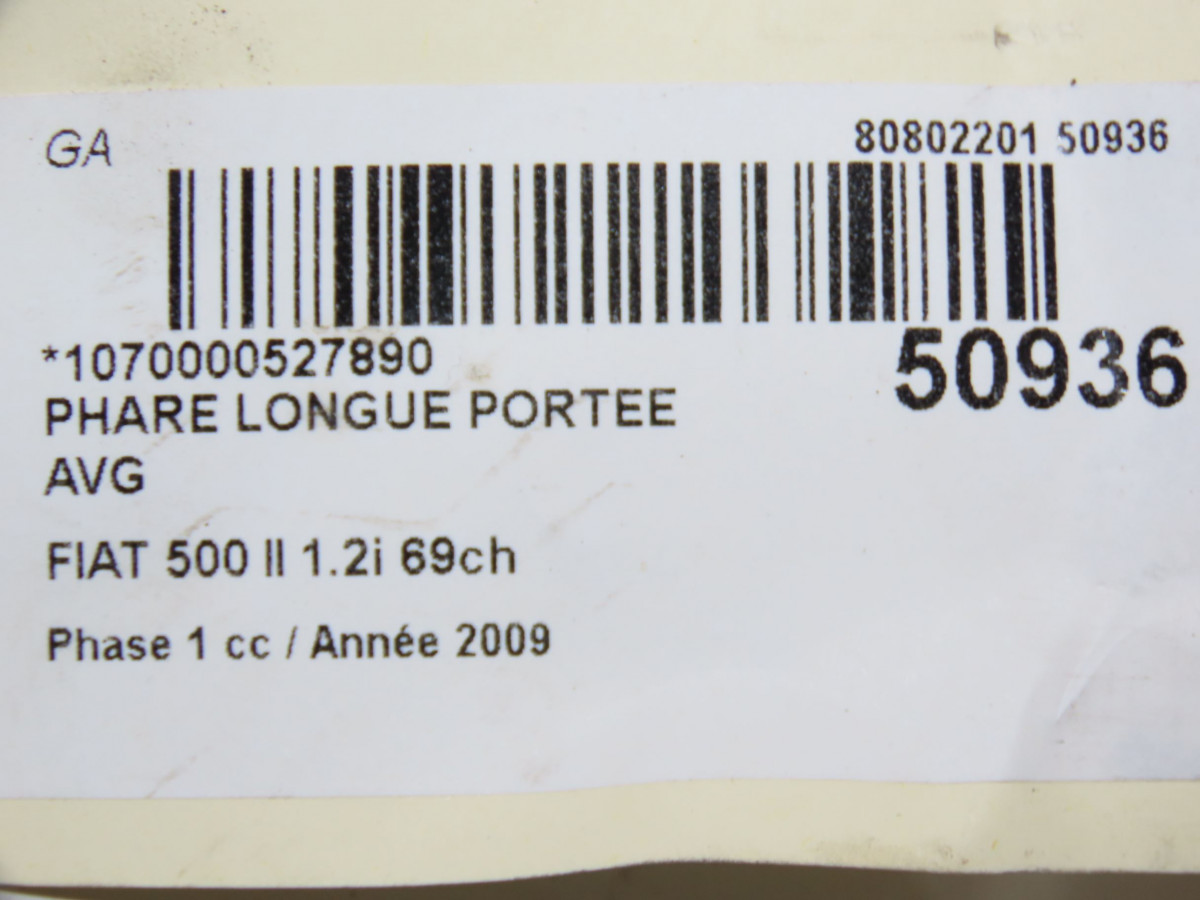 GA
80802201 50936
*1070000527890
50936
PHARE LONGUE PORTEE
AVG
FIAT 500 II 1.2i 69ch
Phase 1 cc / Année 2009